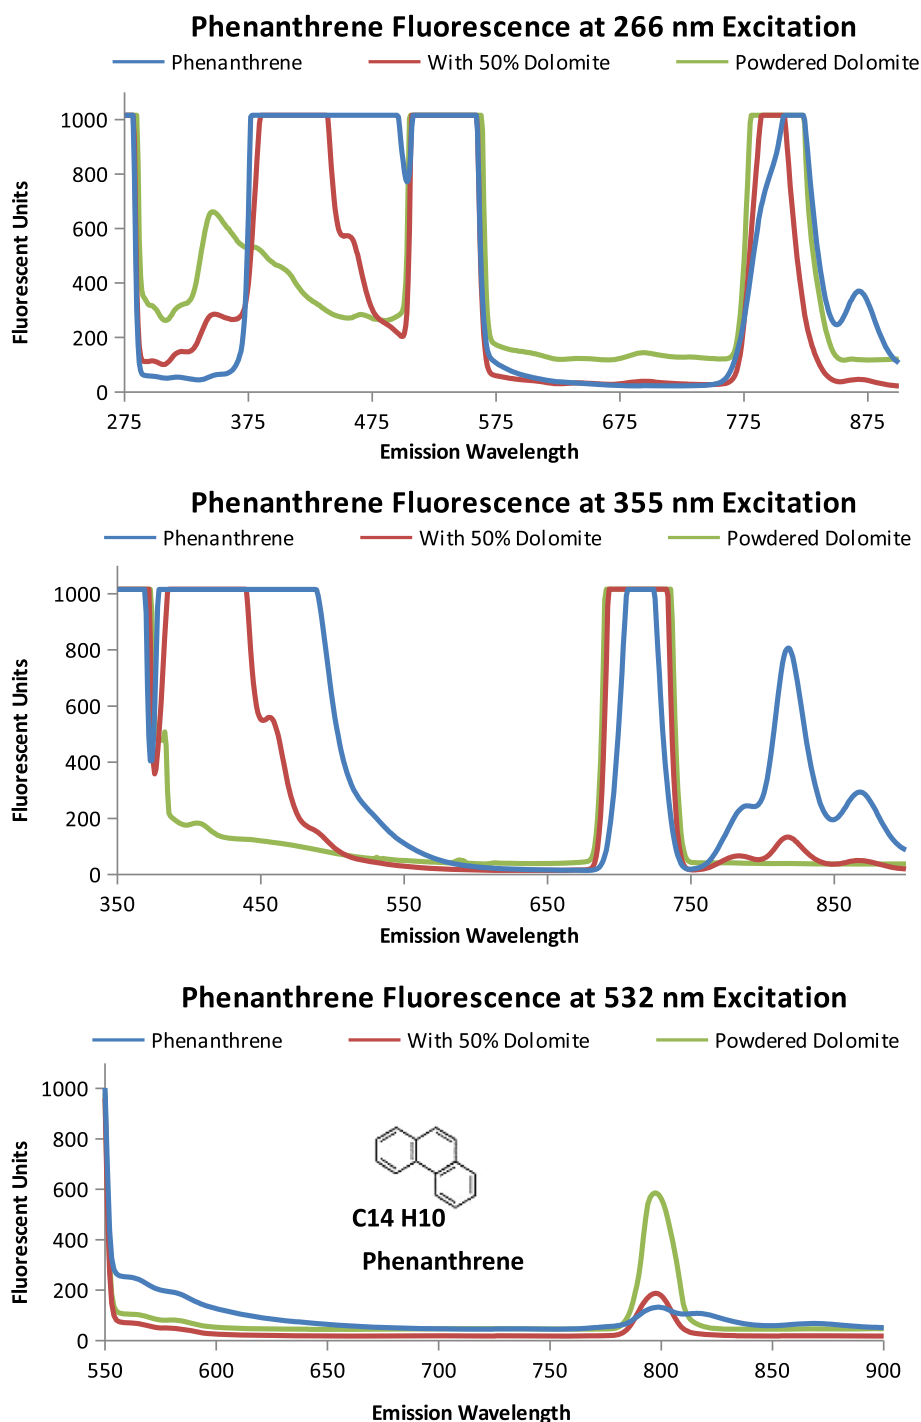 Phenanthrene Fluorescence at 266 nm Excitation
Phenanthrene With 50% Dolomite Powdered Dolomite
1000
800
600
400
200
0
Fluorescent Units
275 375 475 575 675 775 875
Emission Wavelength
Phenanthrene Fluorescence at 355 nm Excitation
Phenanthrene With 50% Dolomite Powdered Dolomite
1000
800
600
400
200
0
Fluorescent Units
350 450 550 650 750 850
Emission Wavelength
Phenanthrene Fluorescence at 532 nm Excitation
Phenanthrene With 50% Dolomite Powdered Dolomite
1000
800
600
400
200
0
Fluorescent Units
C14 H10
Phenanthrene
550 600 650 700 750 800 850 900
Emission Wavelength